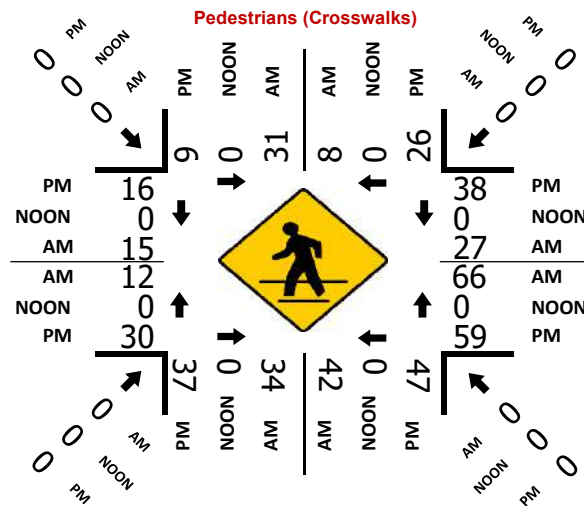 Pedestrians (Crosswalks)
PM NOON AM PM NOON AM AM NOON PM PM NOON AM
0 0 0 6 0 31 8 0 26 0 0 0
PM 16 38 PM
NOON 0 0 NOON
AM 15 27 AM
AM 12 66 AM
NOON 0 0 NOON
PM 30 59 PM
0 0 0 37 0 34 42 0 47 0 0 0
AM NOON PM PM NOON AM AM NOON PM AM NOON PM